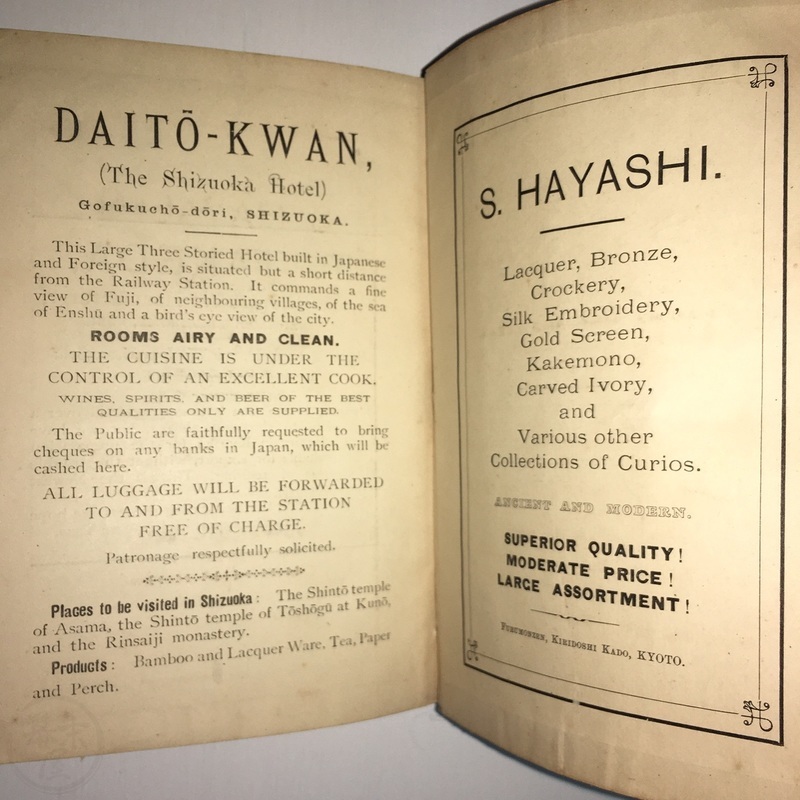 DAITŌ-KWAN,
(The Shizuoka Hotel)
Gofukuchō-dōri, SHIZUOKA.
This Large Three Storied Hotel built in Japanese
and Foreign style, is situated but a short distance
from the Railway Station. It commands a fine
view of Fuji, of neighbouring villages, of the sea
of Enshū and a bird's eye view of the city.
ROOMS AIRY AND CLEAN.
THE CUISINE IS UNDER THE
CONTROL OF AN EXCELLENT COOK.
WINES, SPIRITS, AND BEER OF THE BEST
QUALITIES ONLY ARE SUPPLIED.
The Public are faithfully requested to bring
cheques on any banks in Japan, which will be
cashed here.
ALL LUGGAGE WILL BE FORWARDED
TO AND FROM THE STATION
FREE OF CHARGE.
Patronage respectfully solicited.
Places to be visited in Shizuoka: The Shintō temple
of Asama, the Shintō temple of Tōshōgū at Kunō,
and the Rinsaiji monastery.
Products: Bamboo and Lacquer Ware, Tea, Paper
and Perch.
S. HAYASHI.
Lacquer, Bronze,
Crockery,
Silk Embroidery,
Gold Screen,
Kakemono,
Carved Ivory,
and
Various other
Collections of Curios.
ANCIENT AND MODERN.
SUPERIOR QUALITY!
MODERATE PRICE!
LARGE ASSORTMENT!
FURUMONZEN, KIRIDOSHI KADO, KYOTO.